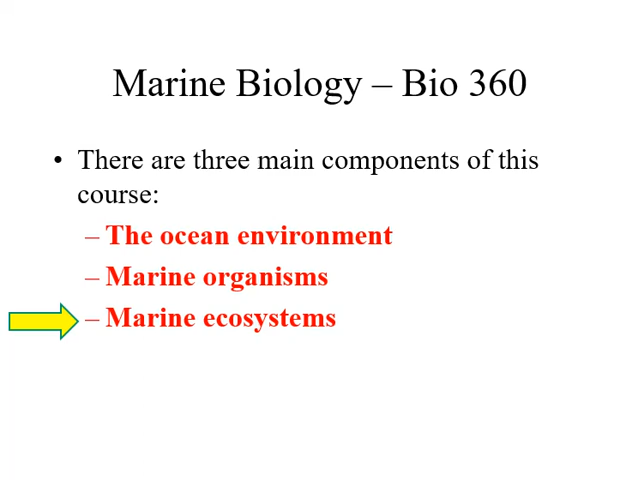 Marine Biology – Bio 360
• There are three main components of this
course:
– The ocean environment
– Marine organisms
– Marine ecosystems